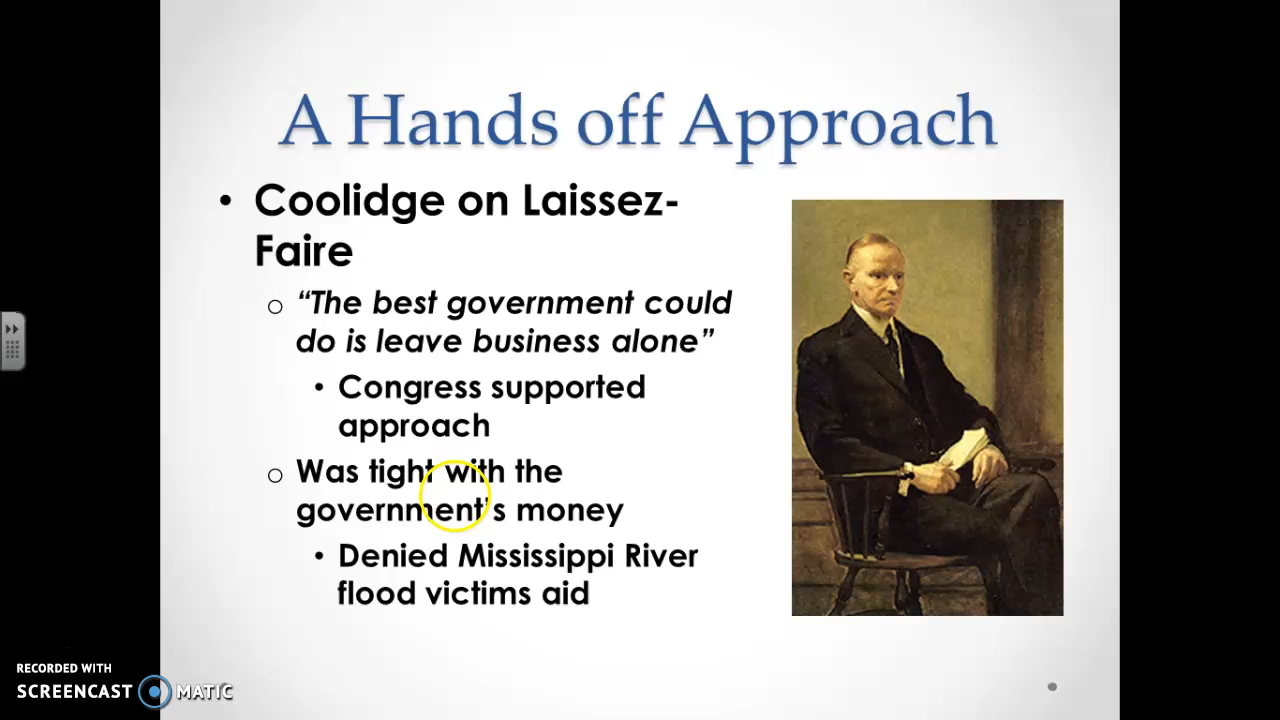 A Hands off Approach
• Coolidge on Laissez-
Faire
o “The best government could
do is leave business alone”
• Congress supported
approach
o Was tight with the
government's money
• Denied Mississippi River
flood victims aid
RECORDED WITH
SCREENCAST MATIC